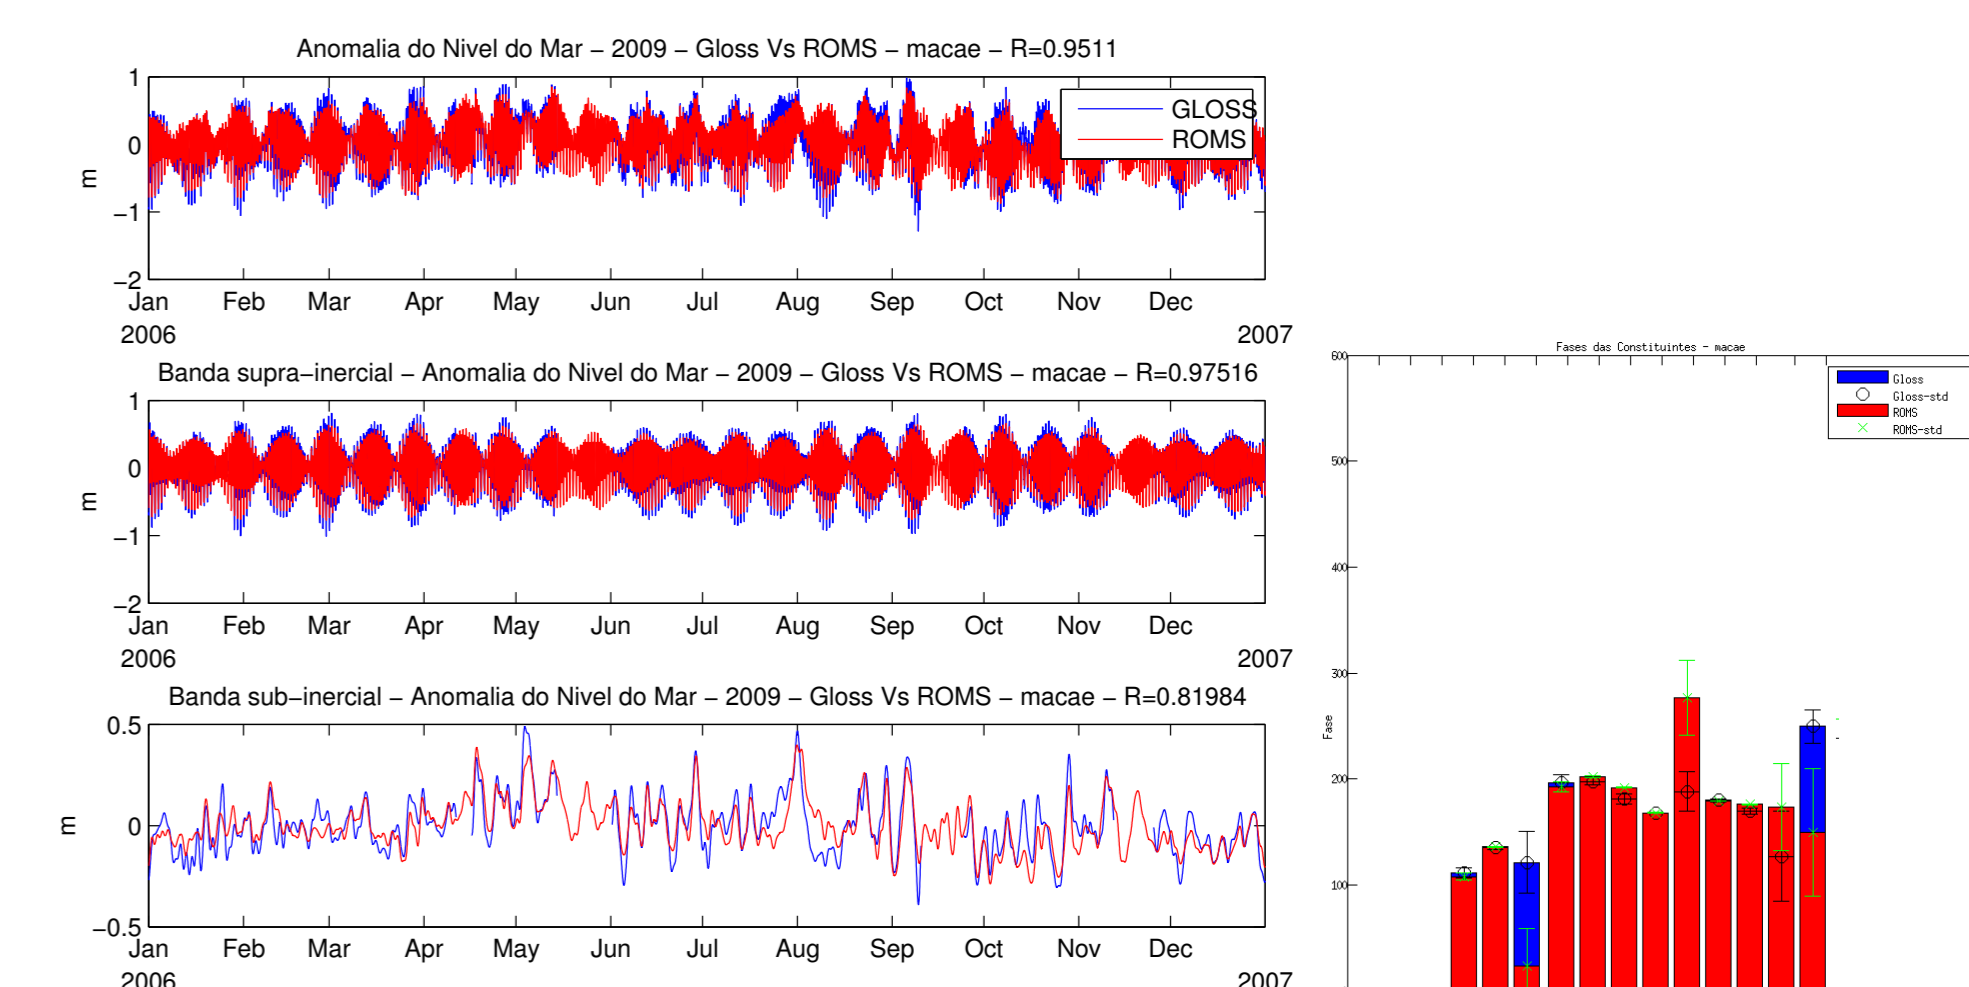 Anomalia do Nivel do Mar − 2009 − Gloss Vs ROMS − macae − R=0.9511
1
0
−1
−2
m
GLOSS
ROMS
Jan Feb Mar Apr May Jun Jul Aug Sep Oct Nov Dec
2006 2007
Banda supra−inercial − Anomalia do Nivel do Mar − 2009 − Gloss Vs ROMS − macae − R=0.97516
1
0
−1
−2
m
Jan Feb Mar Apr May Jun Jul Aug Sep Oct Nov Dec
2006 2007
Banda sub−inercial − Anomalia do Nivel do Mar − 2009 − Gloss Vs ROMS − macae − R=0.81984
0.5
0
−0.5
m
Jan Feb Mar Apr May Jun Jul Aug Sep Oct Nov Dec
2006 2007
Fases das Constituintes - macae
600
500
400
300
200
100
Fase
Gloss
Gloss-std
ROMS
ROMS-std